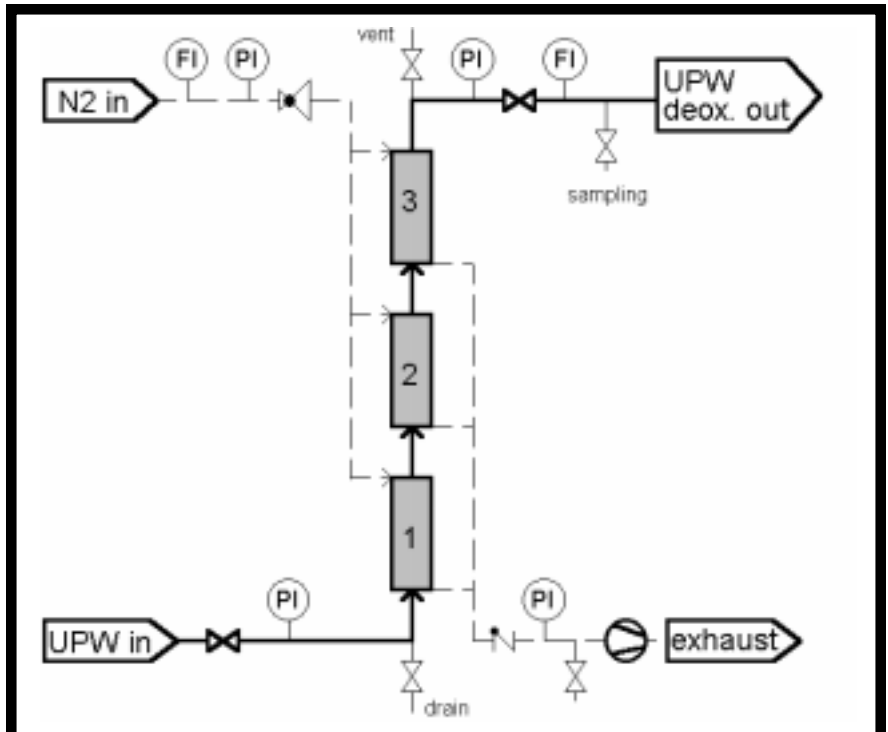 vent
FI
PI
PI
FI
N2 in
UPW
deox. out
3
sampling
2
1
PI
PI
UPW in
exhaust
drain